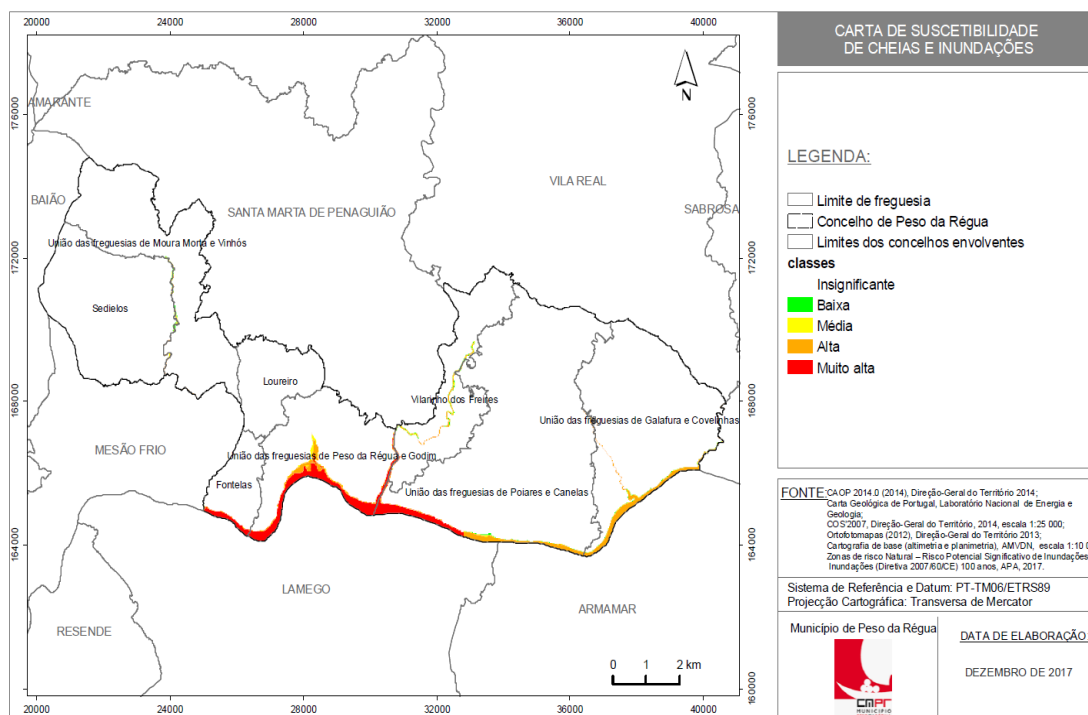 20000 24000 28000 32000 36000 40000
CARTA DE SUSCETIBILIDADE
DE CHEIAS E INUNDAÇÕES
N
AMARANTE
176000 176000
BAIÃO
SANTA MARTA DE PENAGUIÃO
VILA REAL
SABROSA
União das freguesias de Moura Morta e Vinhós
172000 172000
Sedielos
Loureiro
168000 168000
Vilarinho dos Freires
União das freguesias de Galafura e Covelinhas
MESÃO FRIO
União das freguesias de Peso da Régua e Godim
Fontelas
União das freguesias de Poiares e Canelas
164000 164000
LAMEGO
ARMAMAR
RESENDE
0 1 2 km
160000
20000 24000 28000 32000 36000 40000
LEGENDA:
Limite de freguesia
Concelho de Peso da Régua
Limites dos concelhos envolventes
classes
Insignificante
Baixa
Média
Alta
Muito alta
FONTE: CAOP 2014.0 (2014), Direção-Geral do Território 2014;
Carta Geológica de Portugal, Laboratório Nacional de Energia e
Geologia;
COS'2007, Direção-Geral do Território, 2014, escala 1:25 000;
Ortofotomapas (2012), Direção-Geral do Território 2013;
Cartografia de base (altimetria e planimetria), AMVDN, escala 1:10 0
Zonas de risco Natural – Risco Potencial Significativo de Inundações
Inundações (Diretiva 2007/60/CE) 100 anos, APA, 2017.
Sistema de Referência e Datum: PT-TM06/ETRS89
Projecção Cartográfica: Transversa de Mercator
Município de Peso da Régua
CMPR
MUNICÍPIO
DATA DE ELABORAÇÃO
DEZEMBRO DE 2017